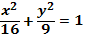 x²/16 + y²/9 = 1